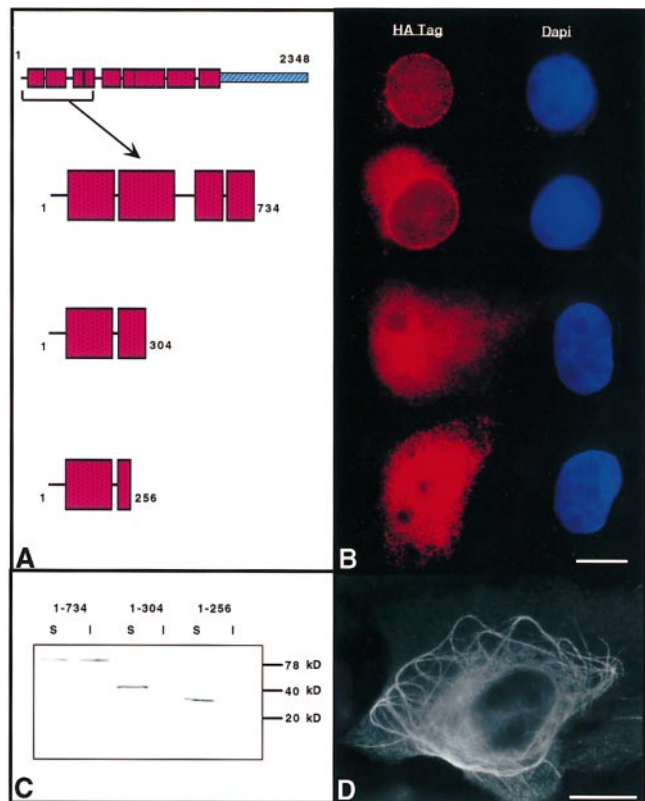 1
2348
1
734
1
304
1
256
A
HA Tag
Dapi
B
1-734 1-304 1-256
S I S I S I
78 kD
40 kD
20 kD
C
D